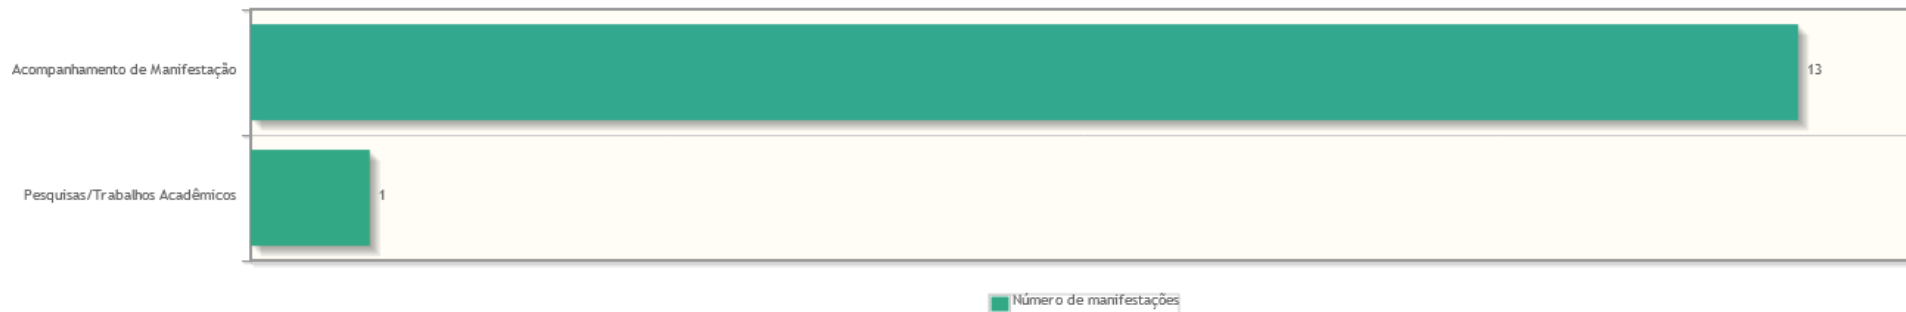 Acompanhamento de Manifestação
13
Pesquisas/Trabalhos Acadêmicos
1
Número de manifestações